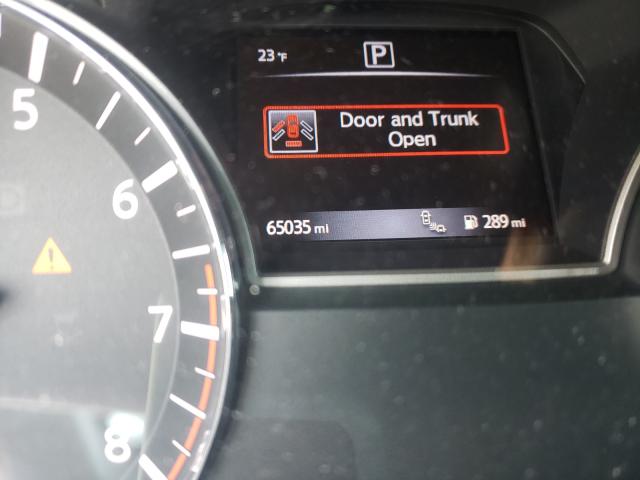 23 °F
P
Door and Trunk
Open
65035 mi
289 mi
5
6
7
8